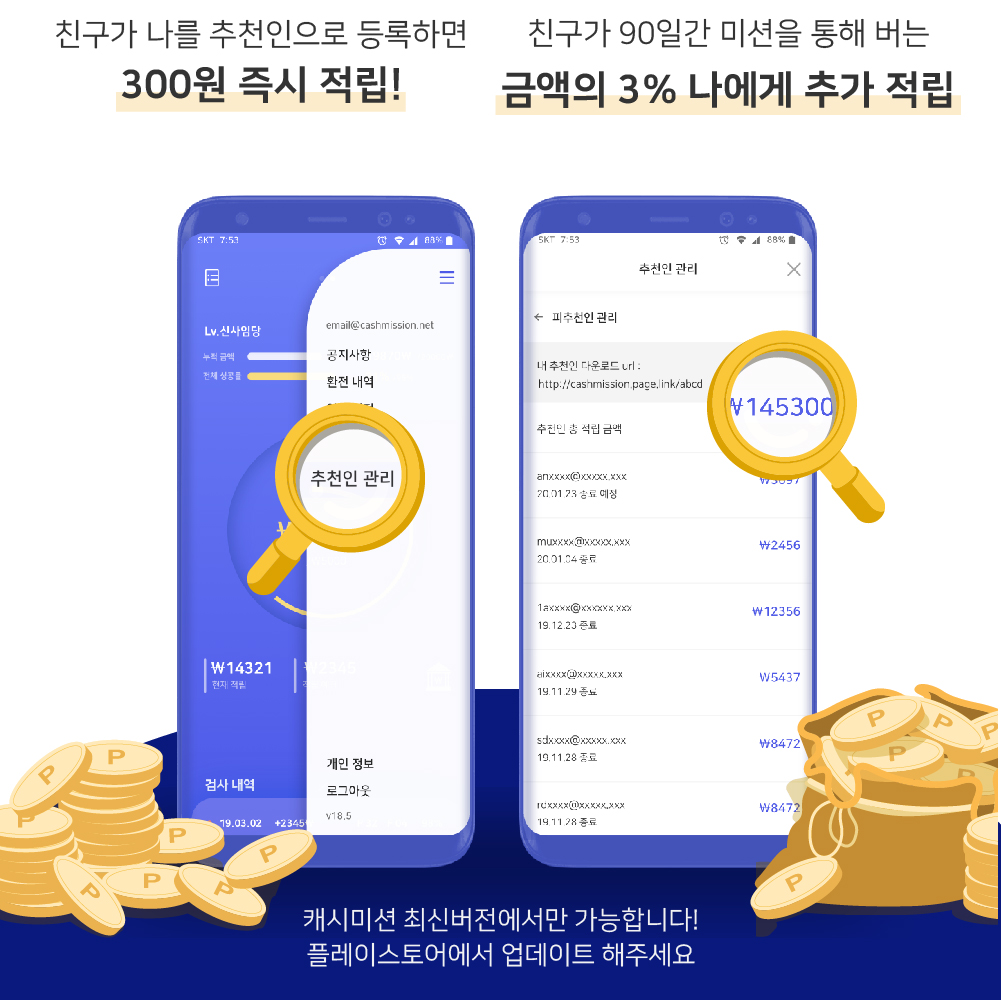 친구가 나를 추천인으로 등록하면
300원 즉시 적립!
친구가 90일간 미션을 통해 버는
금액의 3% 나에게 추가 적립
SKT 7:53
88%
email@cashmission.net
Lv.신사임당
누적 금액
전체 성공률
공지사항
환전 내역
추천인 관리
₩14321
현재 적립
개인 정보
로그아웃
검사 내역
v18.5
19.03.02
SKT 7:53
88%
추천인 관리
← 피추천인 관리
내 추천인 다운로드 url :
http://cashmission.page.link/abcd
₩145300
추천인 총 적립 금액
anxxxx@xxxxx.xxx
20.01.23 종료 예정
muxxxx@xxxxx.xxx
₩2456
20.01.04 종료
1axxxx@xxxxxx.xxx
₩12356
19.12.23 종료
aixxxx@xxxxx.xxx
₩5437
19.11.29 종료
sdxxxx@xxxxx.xxx
₩8472
19.11.28 종료
roxxxx@xxxxx.xxx
₩8472
19.11.28 종료
P
P
P
P
P
P
P
P
P
P
P
P
P
P
캐시미션 최신버전에서만 가능합니다!
플레이스토어에서 업데이트 해주세요